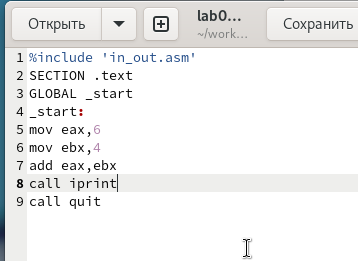 Открыть
lab0...
~/work...
Сохранить
1 %include 'in_out.asm'
2 SECTION .text
3 GLOBAL _start
4 _start:
5 mov eax,6
6 mov ebx,4
7 add eax,ebx
8 call iprint
9 call quit